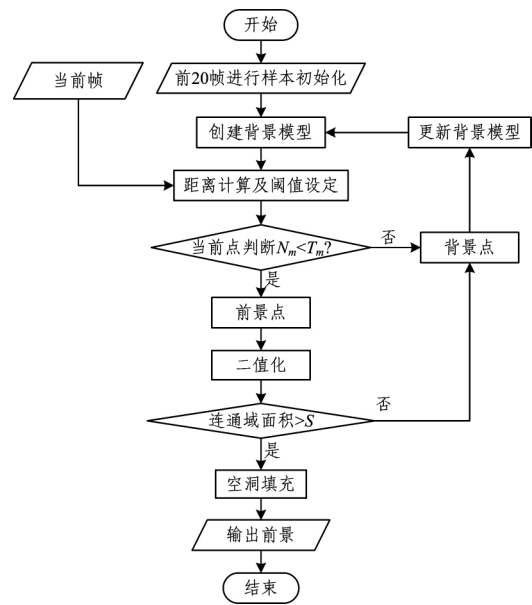 开始
当前帧
前20帧进行样本初始化
创建背景模型
更新背景模型
距离计算及阈值设定
当前点判断Nm<Tm?
否
背景点
是
前景点
二值化
连通域面积>S
否
是
空洞填充
输出前景
结束